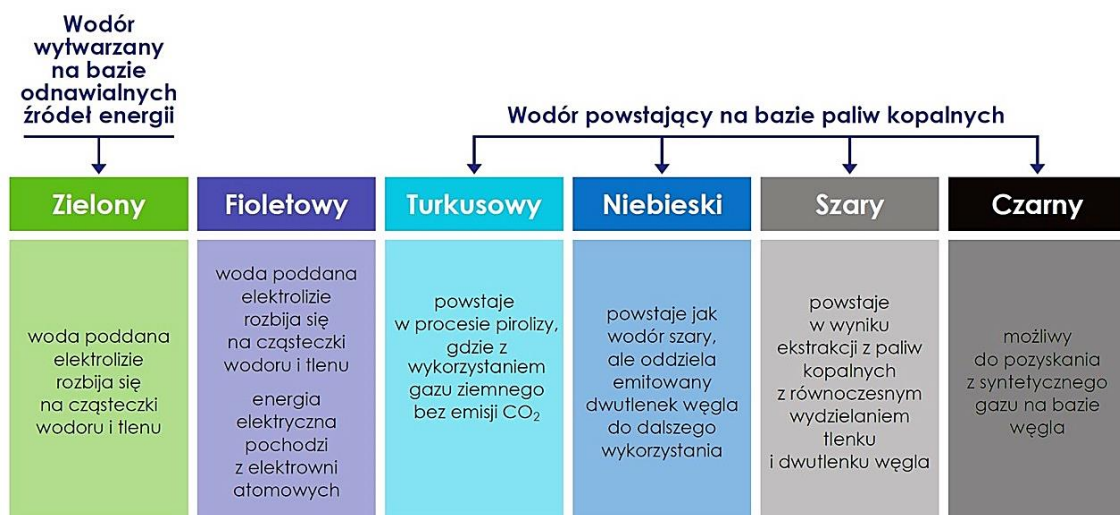 Wodór
wytwarzany
na bazie
odnawialnych
źródeł energii
Wodór powstający na bazie paliw kopalnych
Zielony
Fioletowy
Turkusowy
Niebieski
Szary
Czarny
woda poddana
elektrolizie
rozbija się
na cząsteczki
wodoru i tlenu
woda poddana
elektrolizie
rozbija się
na cząsteczki
wodoru i tlenu
energia
elektryczna
pochodzi
z elektrowni
atomowych
powstaje
w procesie pirolizy,
gdzie z
wykorzystaniem
gazu ziemnego
bez emisji CO₂
powstaje jak
wodór szary,
ale oddziela
emitowany
dwutlenek węgla
do dalszego
wykorzystania
powstaje
w wyniku
ekstrakcji z paliw
kopalnych
z równoczesnym
wydzielaniem
tlenku
i dwutlenku węgla
możliwy
do pozyskania
z syntetycznego
gazu na bazie
węgla